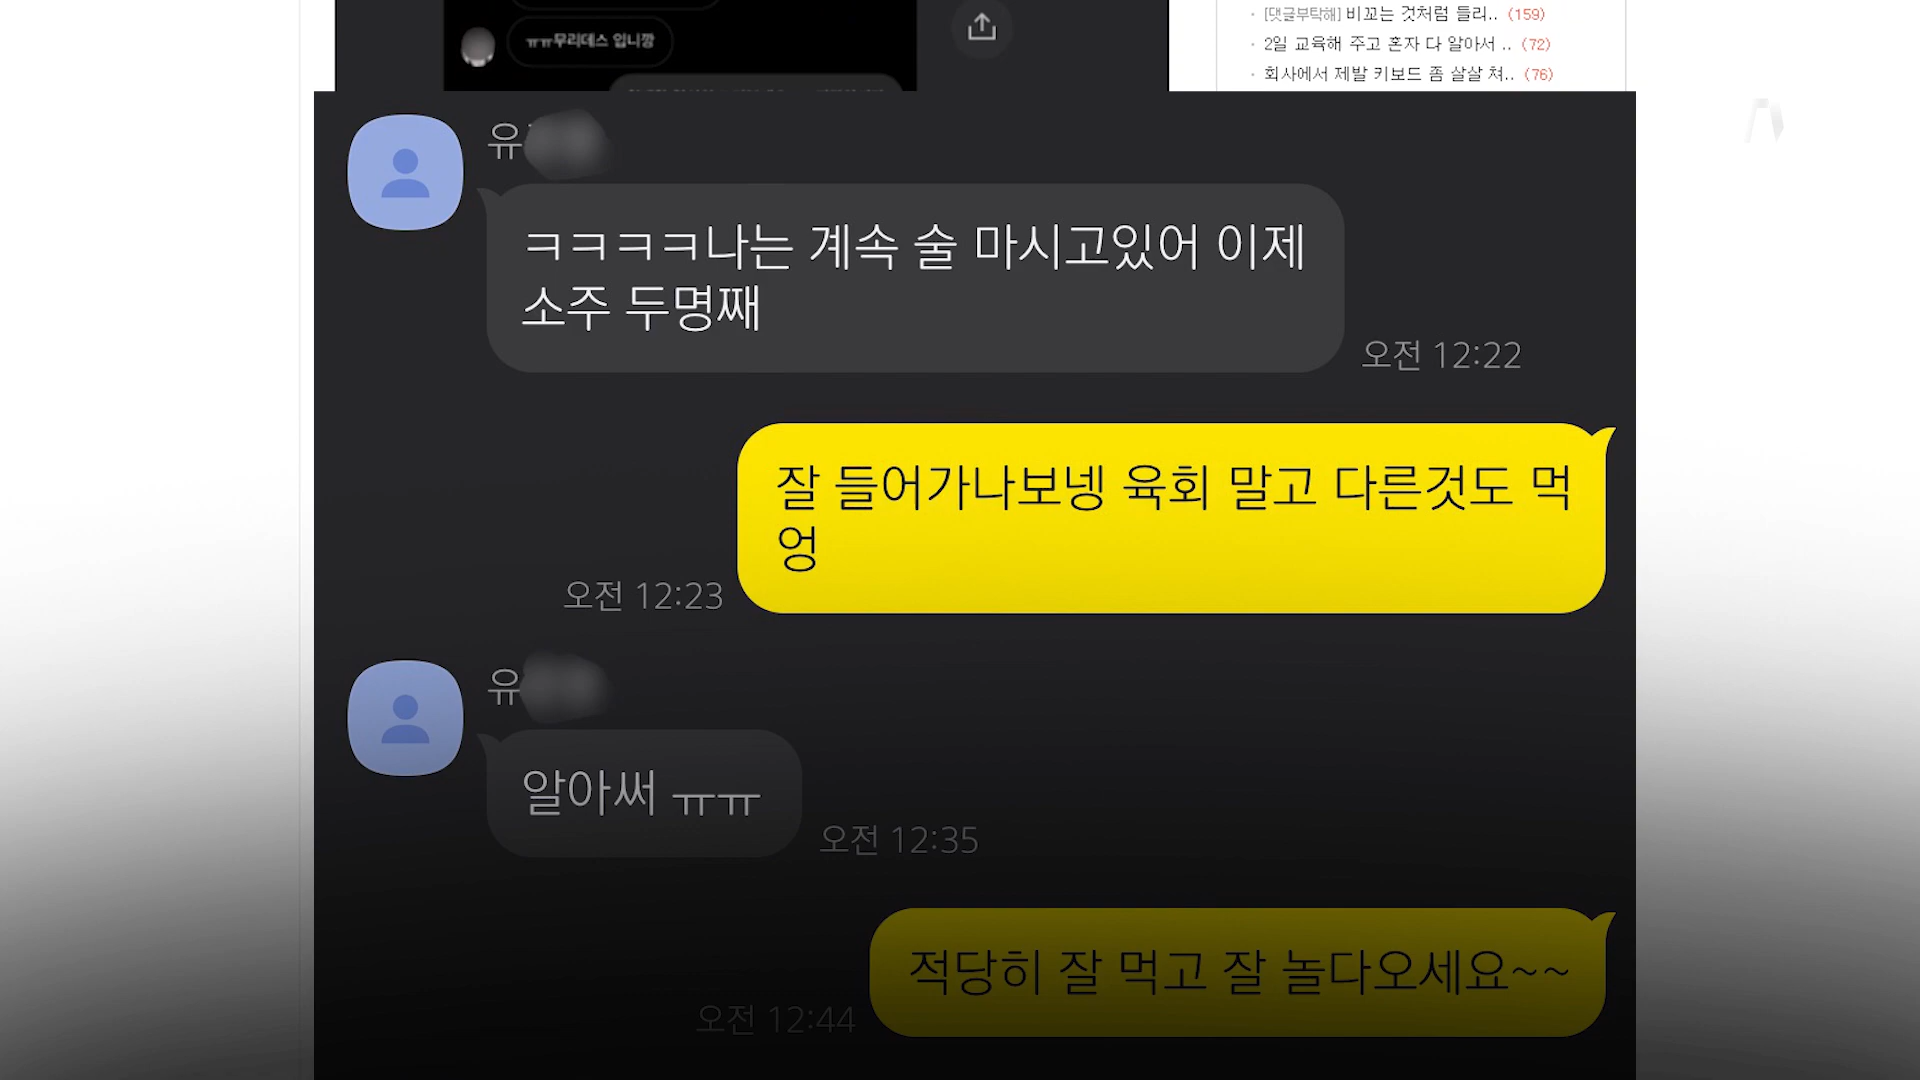 ㅠㅠ무리데스 입니깡
[댓글부탁해] 비꼬는 것처럼 들리.. (159)
2일 교육해 주고 혼자 다 알아서 .. (72)
회사에서 제발 키보드 좀 살살 쳐.. (76)
유
ㅋㅋㅋㅋ나는 계속 술 마시고있어 이제
소주 두명째
오전 12:22
잘 들어가나보넹 육회 말고 다른것도 먹
엉
오전 12:23
유
알아써 ㅠㅠ
오전 12:35
적당히 잘 먹고 잘 놀다오세요~~
오전 12:44